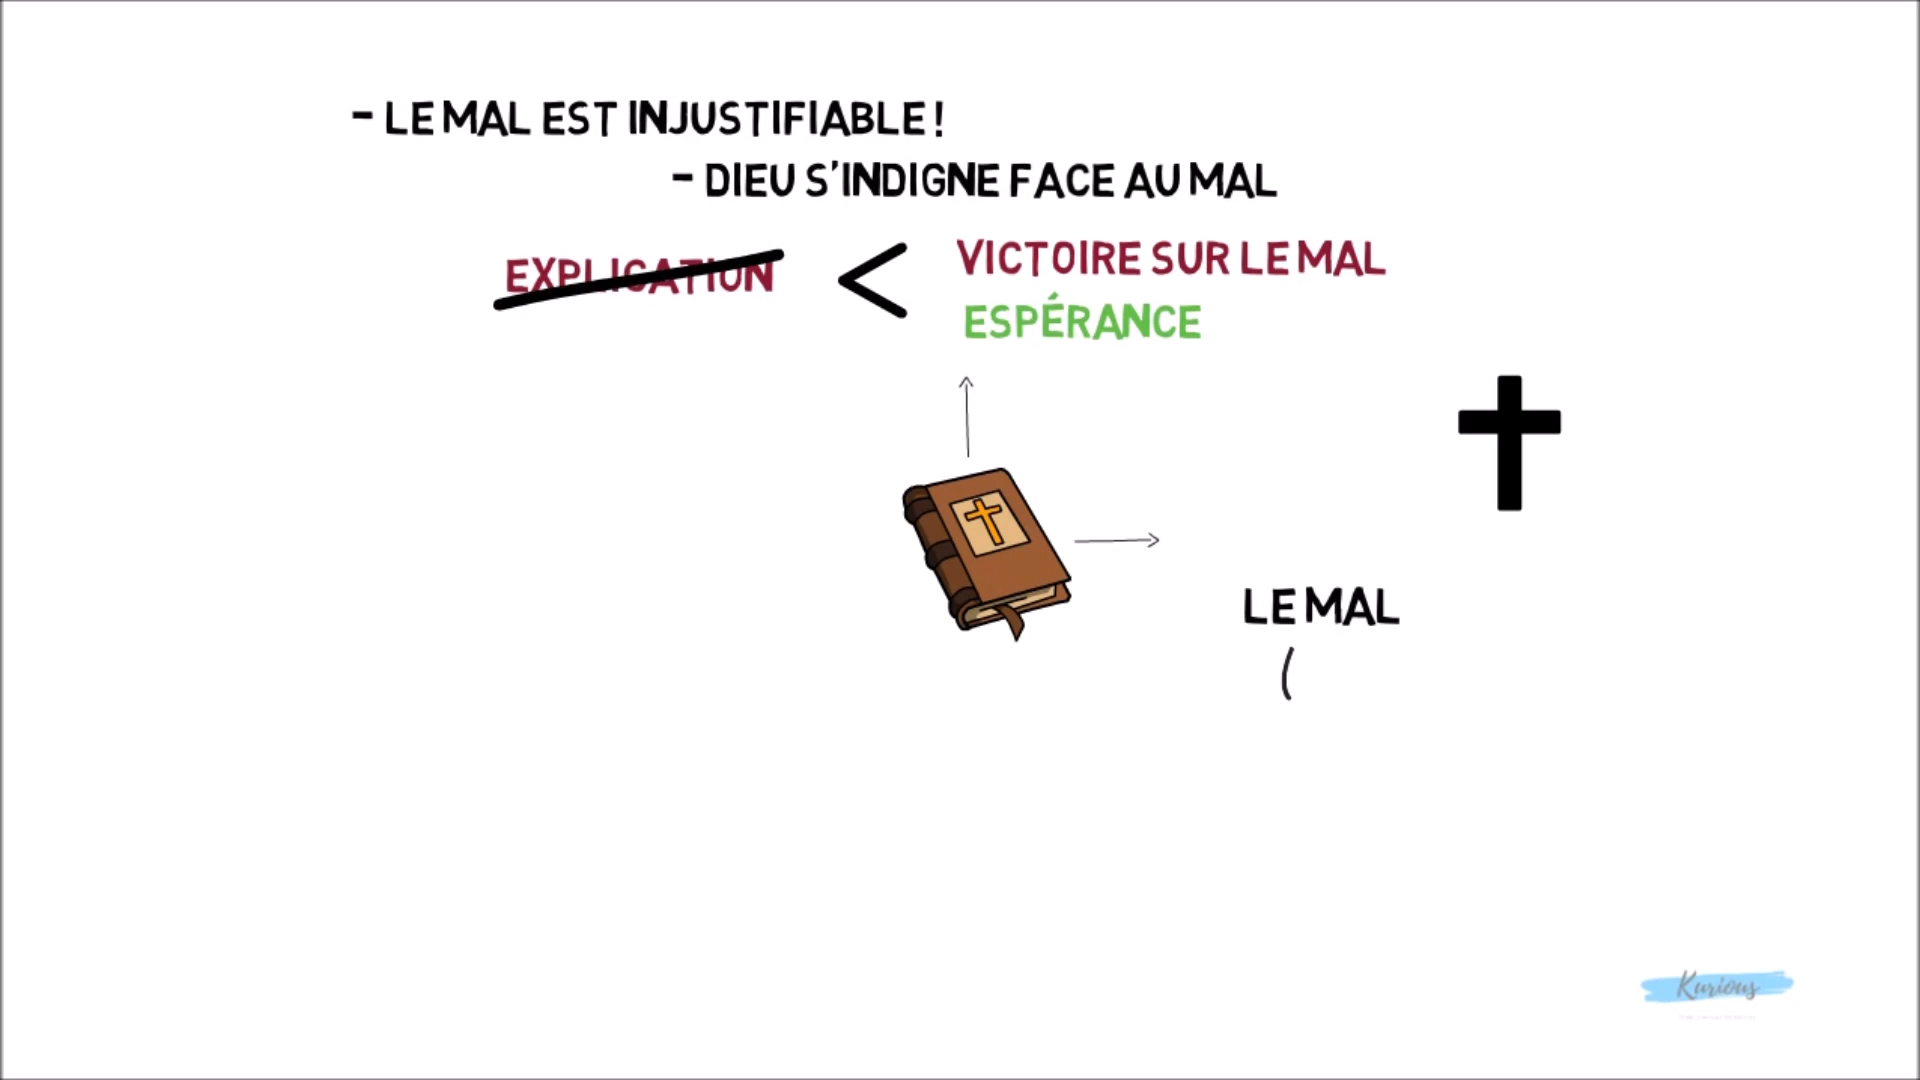 - LE MAL EST INJUSTIFIABLE !
- DIEU S'INDIGNE FACE AU MAL
EXPLICATION < VICTOIRE SUR LE MAL
ESPÉRANCE
LE MAL
(
Kurious